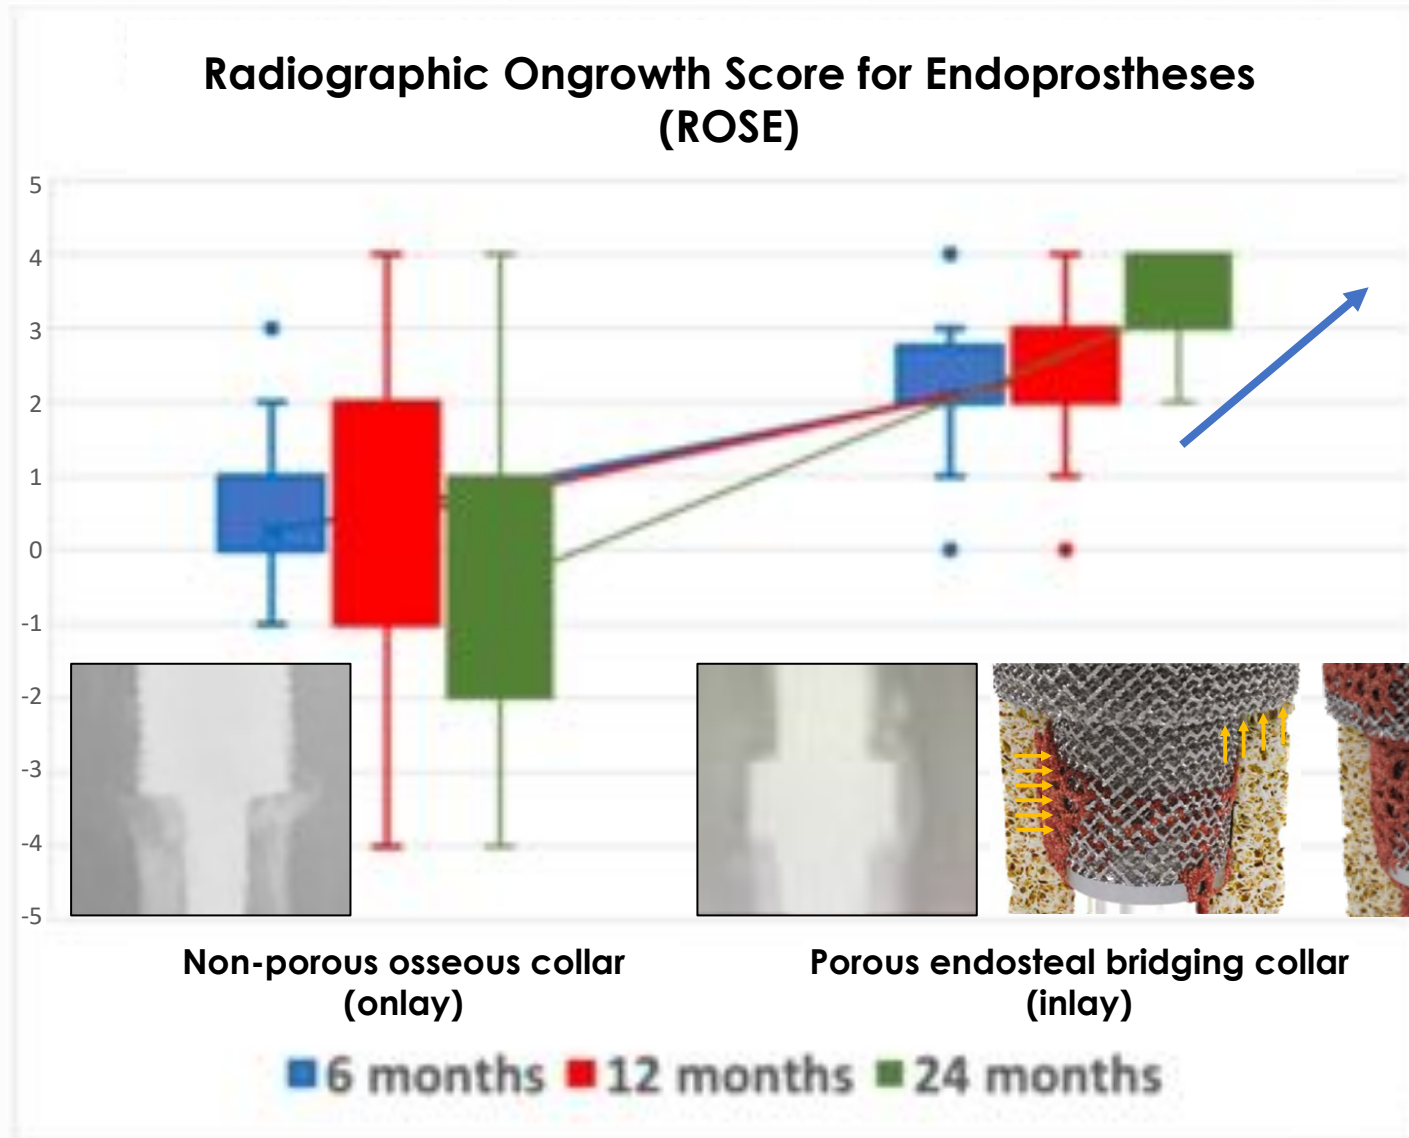 Radiographic Ongrowth Score for Endoprostheses
(ROSE)
5
4
3
2
1
0
-1
-2
-3
-4
-5
Non-porous osseous collar
(onlay)
Porous endosteal bridging collar
(inlay)
6 months 12 months 24 months